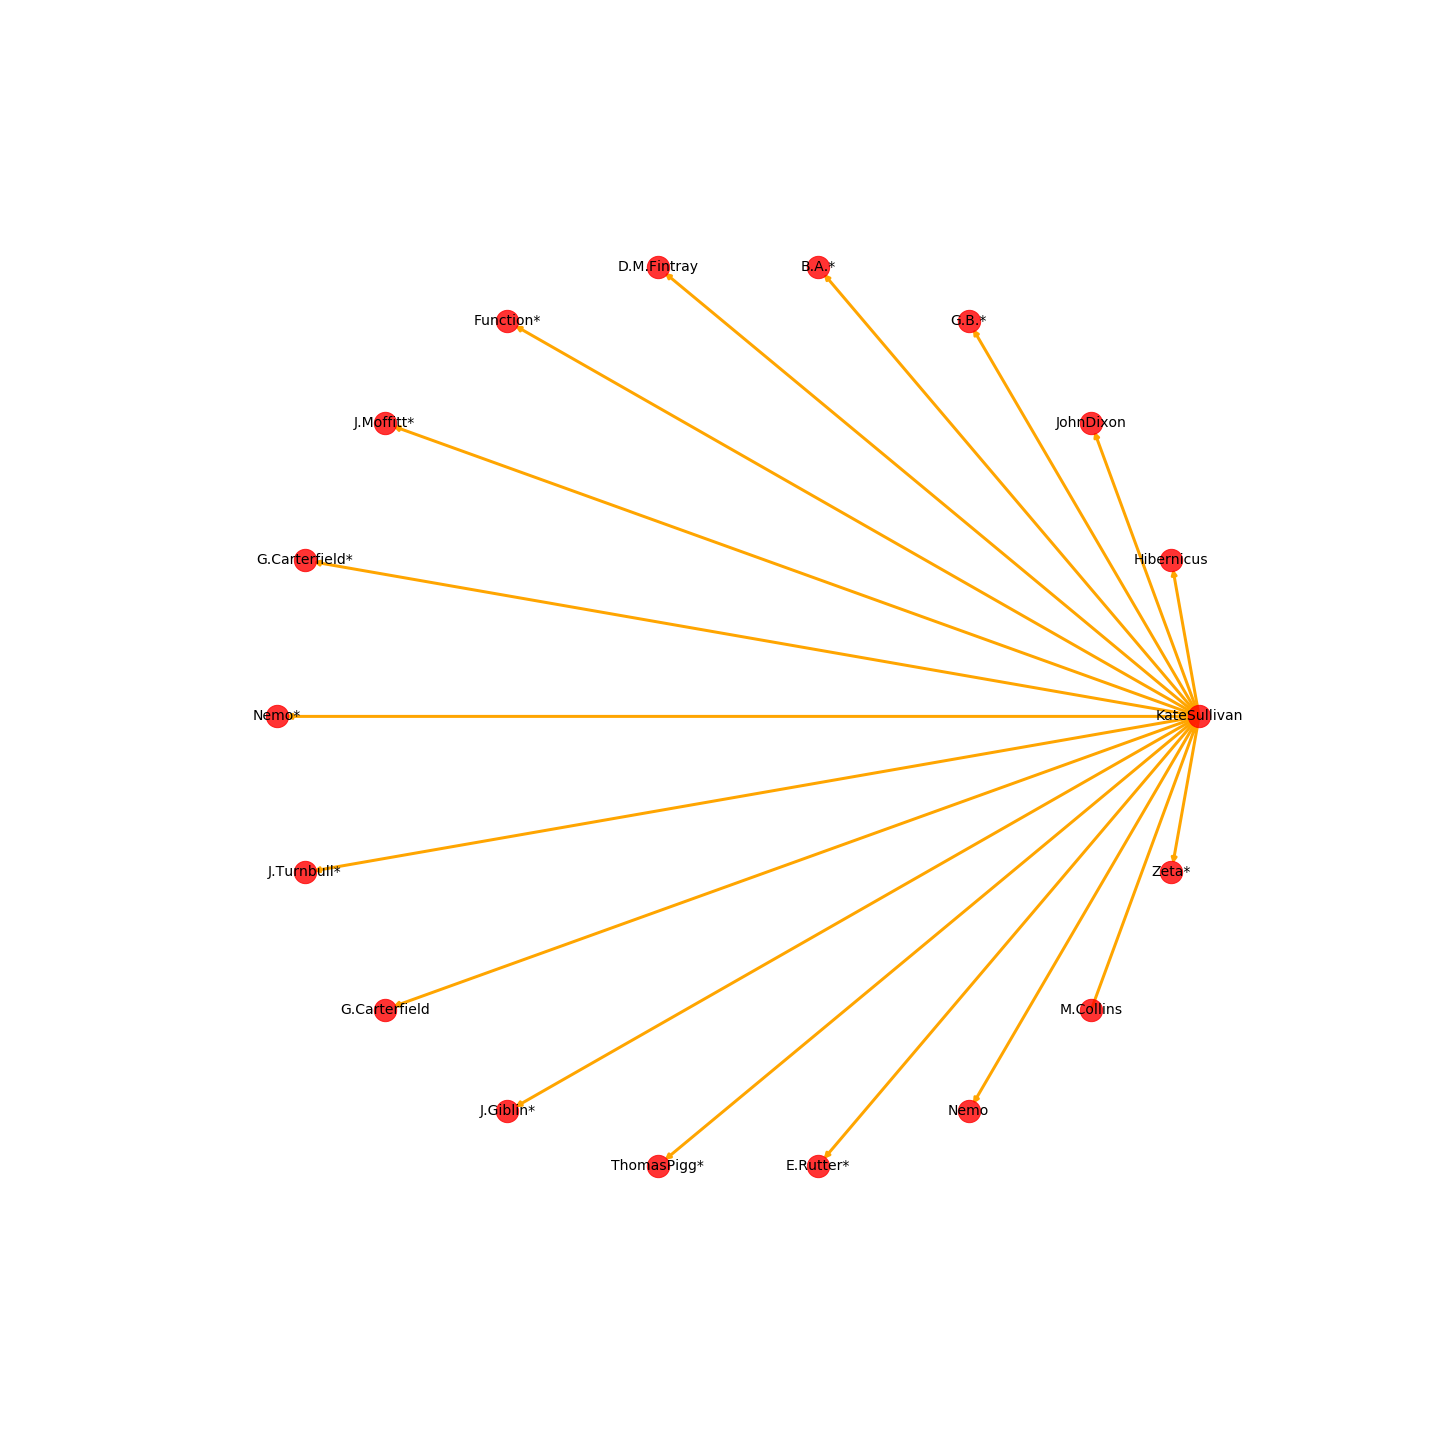 D.M.Fintray
B.A.*
Function*
G.B.*
J.Moffitt*
JohnDixon
G.Carterfield*
Hibernicus
Nemo*
KateSullivan
J.Turnbull*
Zeta*
G.Carterfield
M.Collins
J.Giblin*
Nemo
ThomasPigg*
E.Rutter*